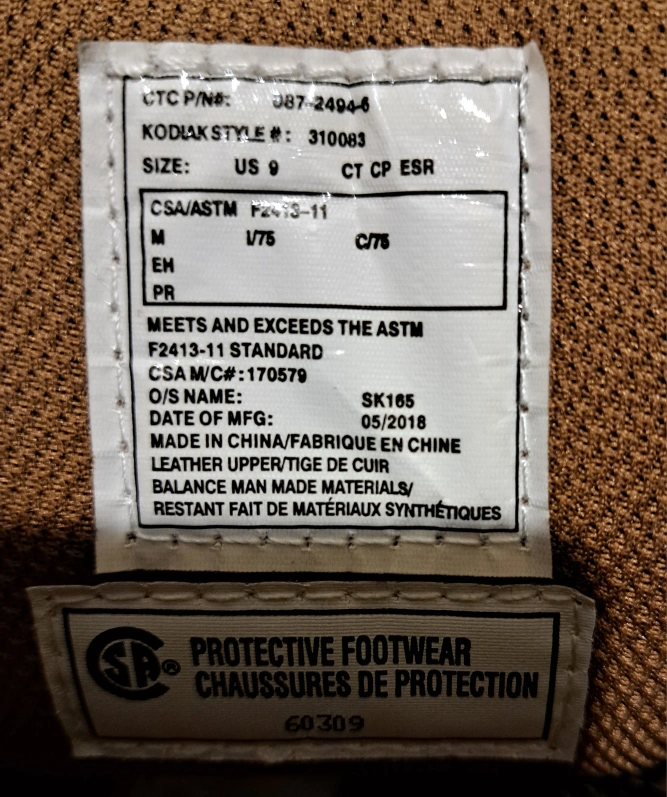 CTC P/N#: 087-2494-6
KODIAK STYLE #: 310083
SIZE: US 9 CT CP ESR
CSA/ASTM F2413-11
M I/75 C/75
EH
PR
MEETS AND EXCEEDS THE ASTM
F2413-11 STANDARD
CSA M/C#:170579
O/S NAME: SK165
DATE OF MFG: 05/2018
MADE IN CHINA/FABRIQUE EN CHINE
LEATHER UPPER/TIGE DE CUIR
BALANCE MAN MADE MATERIALS/
RESTANT FAIT DE MATÉRIAUX SYNTHÉTIQUES
CSA® PROTECTIVE FOOTWEAR
CHAUSSURES DE PROTECTION
60309